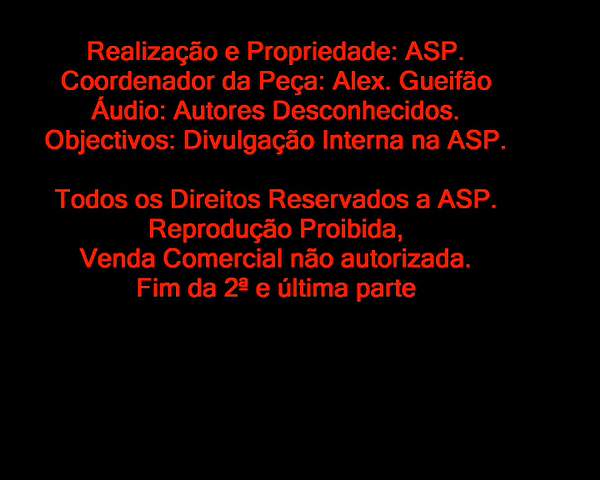 Realização e Propriedade: ASP.
Coordenador da Peça: Alex. Gueifão
Áudio: Autores Desconhecidos.
Objectivos: Divulgação Interna na ASP.
Todos os Direitos Reservados a ASP.
Reprodução Proibida,
Venda Comercial não autorizada.
Fim da 2ª e última parte